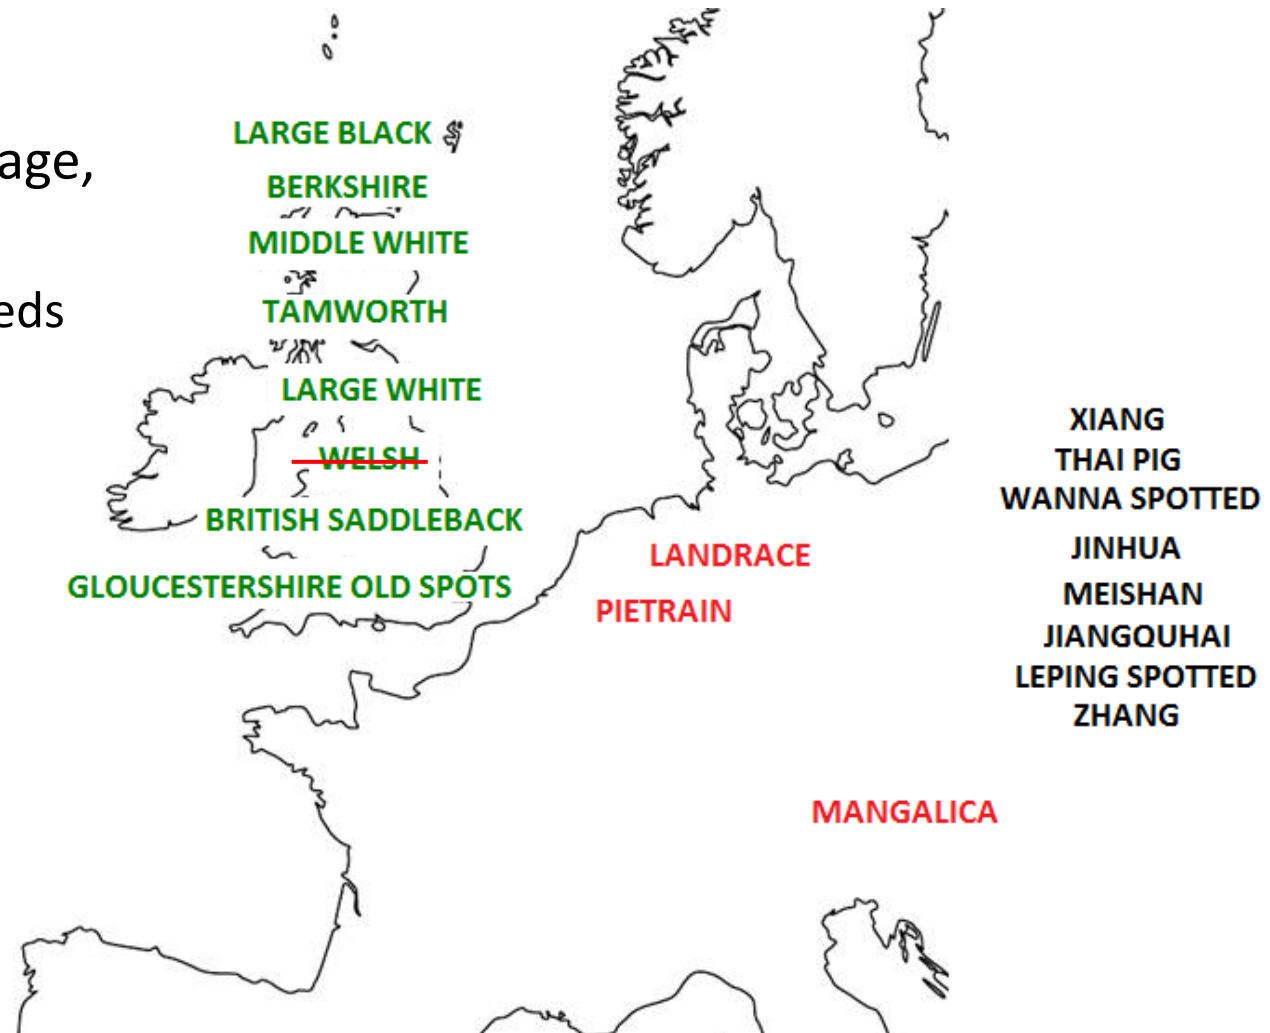 age,
eds
LARGE BLACK
BERKSHIRE
MIDDLE WHITE
TAMWORTH
LARGE WHITE
WELSH
BRITISH SADDLEBACK
GLOUCESTERSHIRE OLD SPOTS
LANDRACE
PIETRAIN
MANGALICA
XIANG
THAI PIG
WANNA SPOTTED
JINHUA
MEISHAN
JIANGQUHAI
LEPING SPOTTED
ZHANG